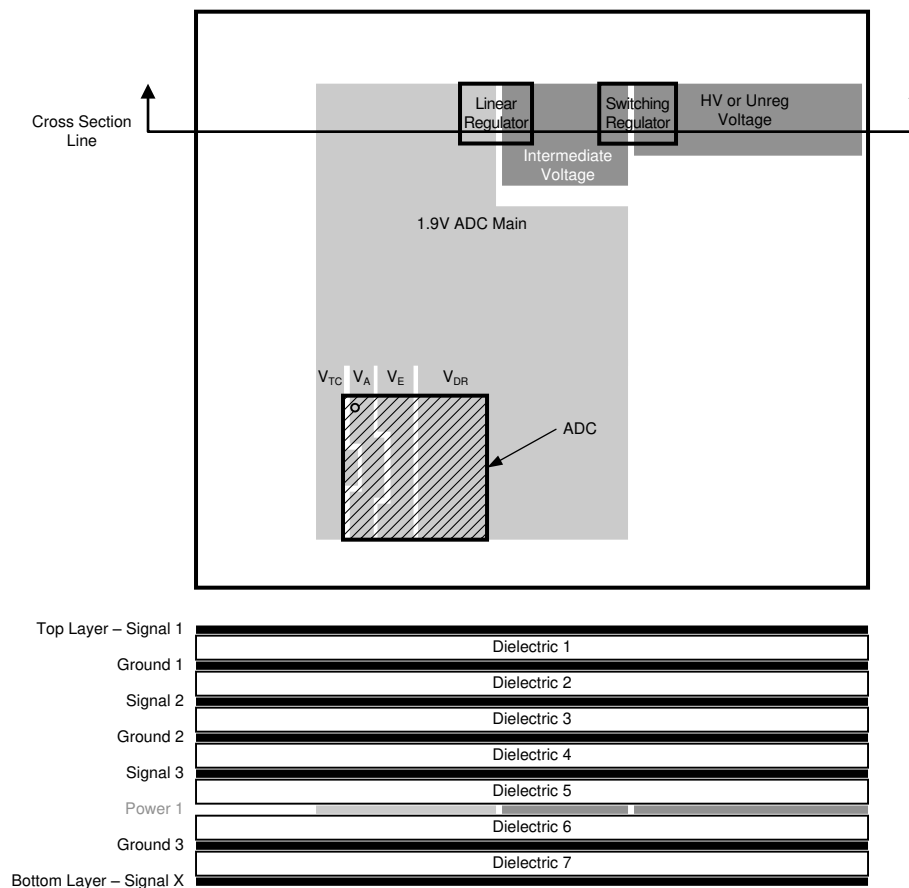 Cross Section
Line
Linear
Regulator
Switching
Regulator
HV or Unreg
Voltage
Intermediate
Voltage
1.9V ADC Main
VTC VA VE VDR
ADC
Top Layer – Signal 1
Dielectric 1
Ground 1
Dielectric 2
Signal 2
Dielectric 3
Ground 2
Dielectric 4
Signal 3
Dielectric 5
Power 1
Dielectric 6
Ground 3
Dielectric 7
Bottom Layer – Signal X